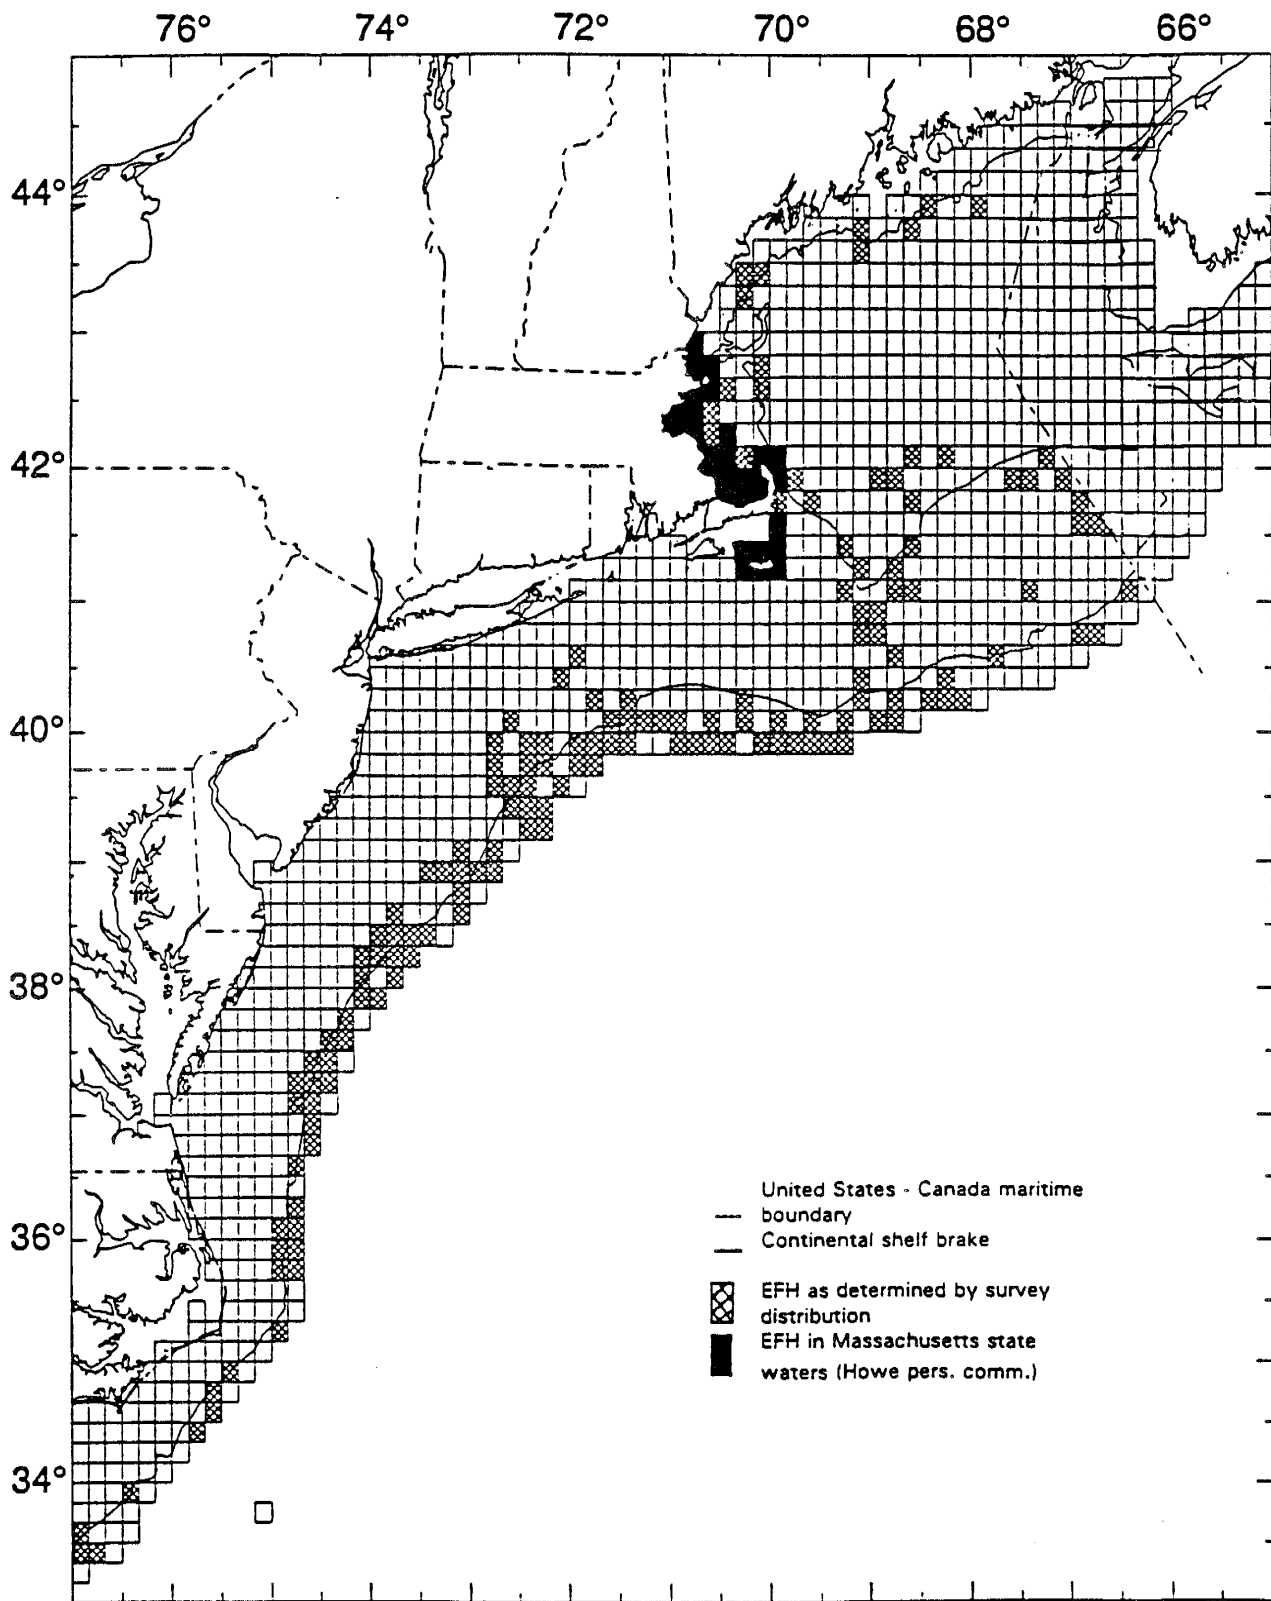 76° 74° 72° 70° 68° 66°
44°
42°
40°
38°
36°
34°
United States - Canada maritime
boundary
Continental shelf brake
EFH as determined by survey
distribution
EFH in Massachusetts state
waters (Howe pers. comm.)